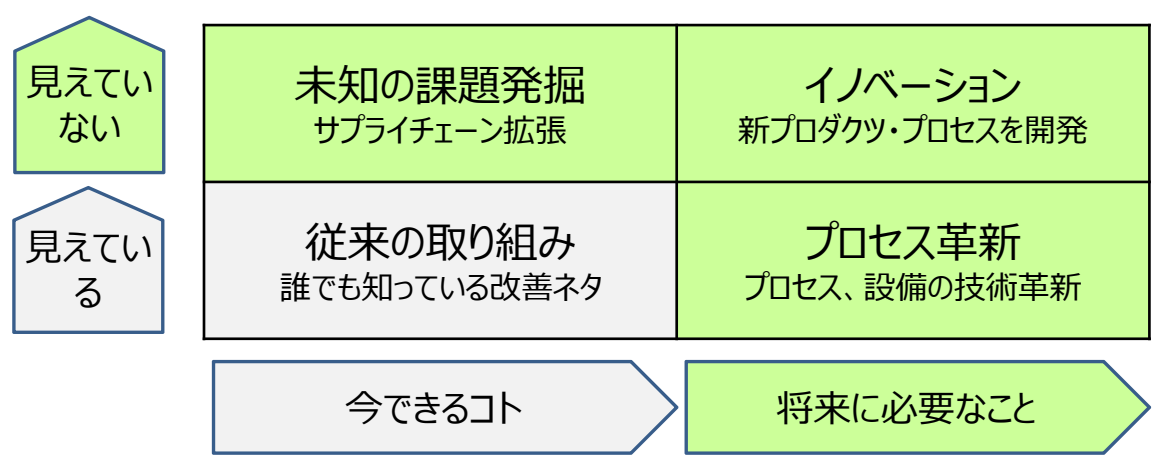 見えてい
ない
未知の課題発掘
サプライチェーン拡張
イノベーション
新プロダクツ・プロセスを開発
見えてい
る
従来の取り組み
誰でも知っている改善ネタ
プロセス革新
プロセス、設備の技術革新
今できるコト
将来に必要なこと